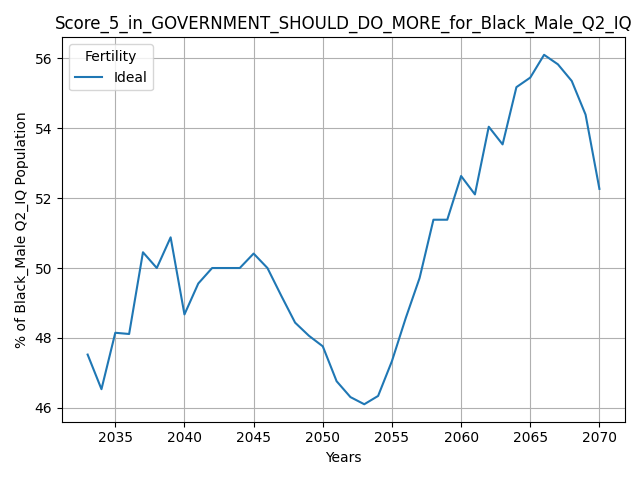 Score_5_in_GOVERNMENT_SHOULD_DO_MORE_for_Black_Male_Q2_IQ
Fertility
Ideal
% of Black_Male Q2_IQ Population
56
54
52
50
48
46
2035 2040 2045 2050 2055 2060 2065 2070
Years